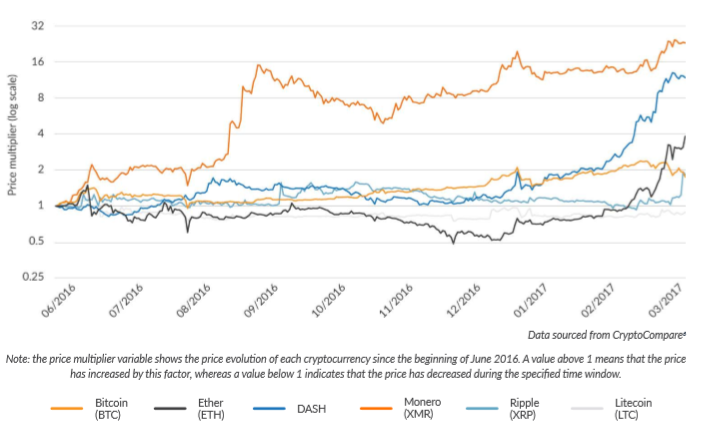 Price multiplier (log scale)
32
16
8
4
2
1
0.5
0.25
06/2016
07/2016
08/2016
09/2016
10/2016
11/2016
12/2016
01/2017
02/2017
03/2017
Data sourced from CryptoCompare⁴
Note: the price multiplier variable shows the price evolution of each cryptocurrency since the beginning of June 2016. A value above 1 means that the price
has increased by this factor, whereas a value below 1 indicates that the price has decreased during the specified time window.
Bitcoin
(BTC)
Ether
(ETH)
DASH
Monero
(XMR)
Ripple
(XRP)
Litecoin
(LTC)